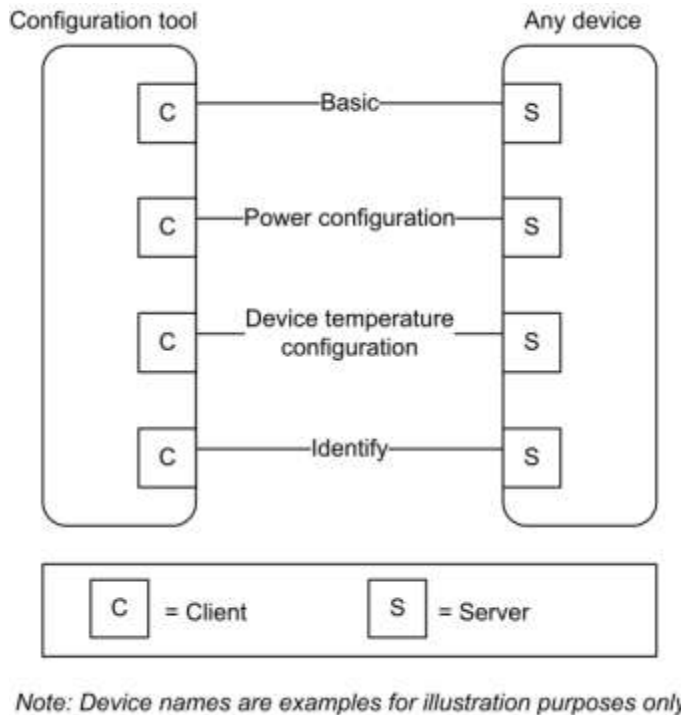 Configuration tool
Any device
C
Basic
S
C
Power configuration
S
C
Device temperature
configuration
S
C
Identify
S
C = Client
S = Server
Note: Device names are examples for illustration purposes only